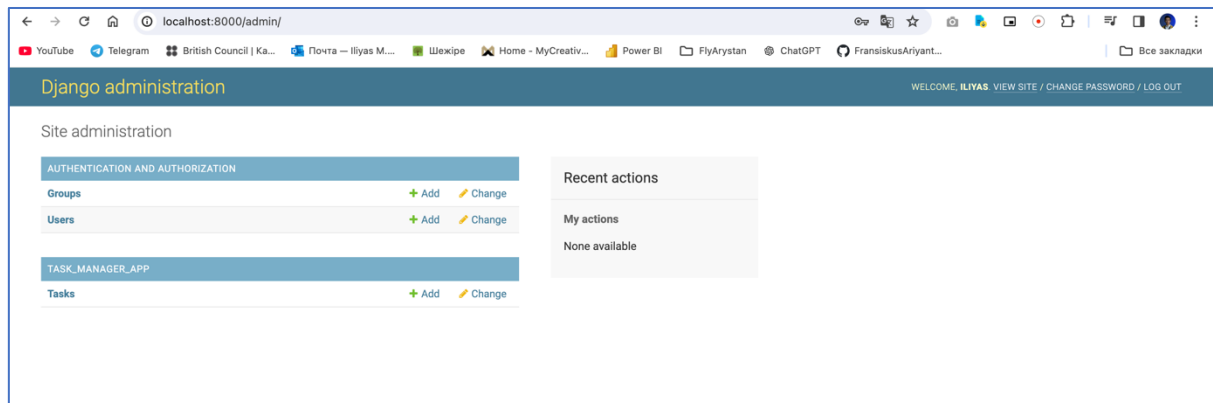 localhost:8000/admin/
YouTube Telegram British Council | Ka... Почта — Iliyas M.... Шежіре Home - MyCreativ... Power BI FlyArystan ChatGPT FransiskusAriyant... Все закладки
Django administration WELCOME, ILIYAS. VIEW SITE / CHANGE PASSWORD / LOG OUT
Site administration
AUTHENTICATION AND AUTHORIZATION
Groups Add Change
Users Add Change
TASK_MANAGER_APP
Tasks Add Change
Recent actions
My actions
None available